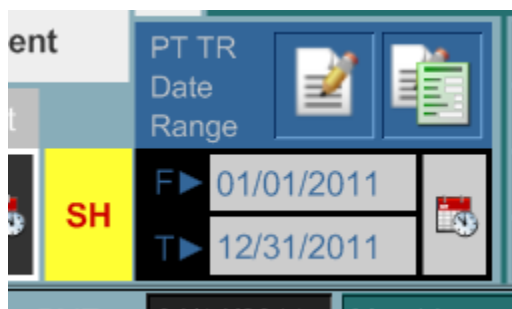 ent
PT TR
Date
Range
t
SH
F 01/01/2011
T 12/31/2011